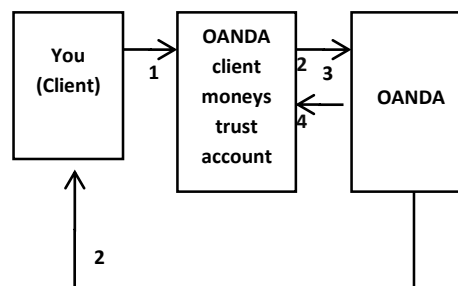 You
(Client)
1
OANDA
client
moneys
trust
account
2
3
4
OANDA
2